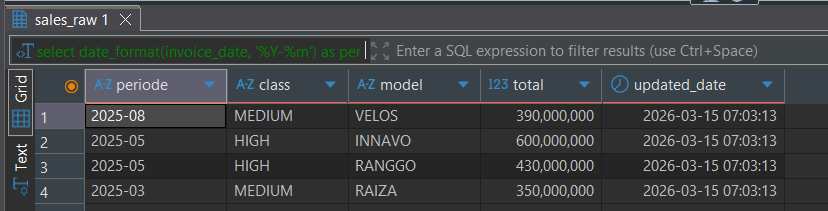 sales_raw 1
select date_format(invoice_date, '%Y-%m') as per Enter a SQL expression to filter results (use Ctrl+Space)
Grid
Text
A-Z periode A-Z class A-Z model 123 total updated_date
1 2025-08 MEDIUM VELOS 390,000,000 2026-03-15 07:03:13
2 2025-05 HIGH INNAVO 600,000,000 2026-03-15 07:03:13
3 2025-05 HIGH RANGGO 430,000,000 2026-03-15 07:03:13
4 2025-03 MEDIUM RAIZA 350,000,000 2026-03-15 07:03:13